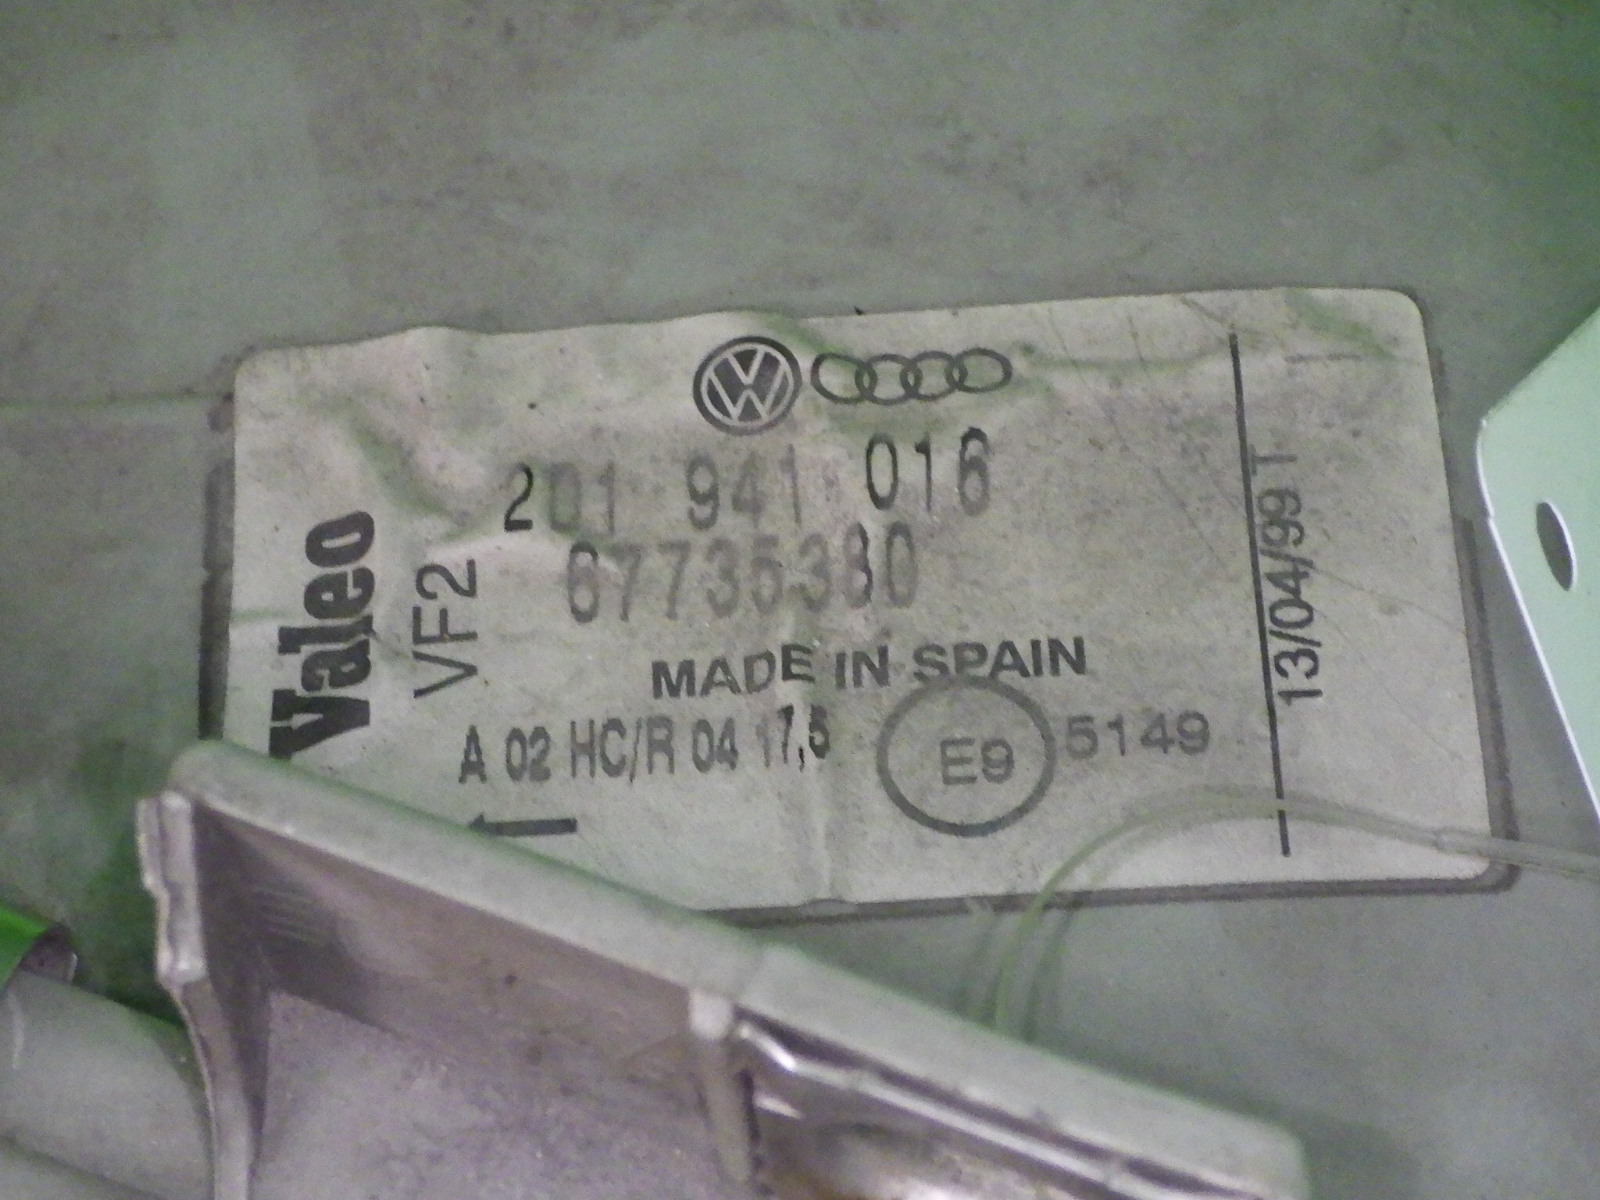 201 941 016
67735380
MADE IN SPAIN
A 02 HC/R 04 17,5
E9 5149
Valeo
VF2
13/04/99 T